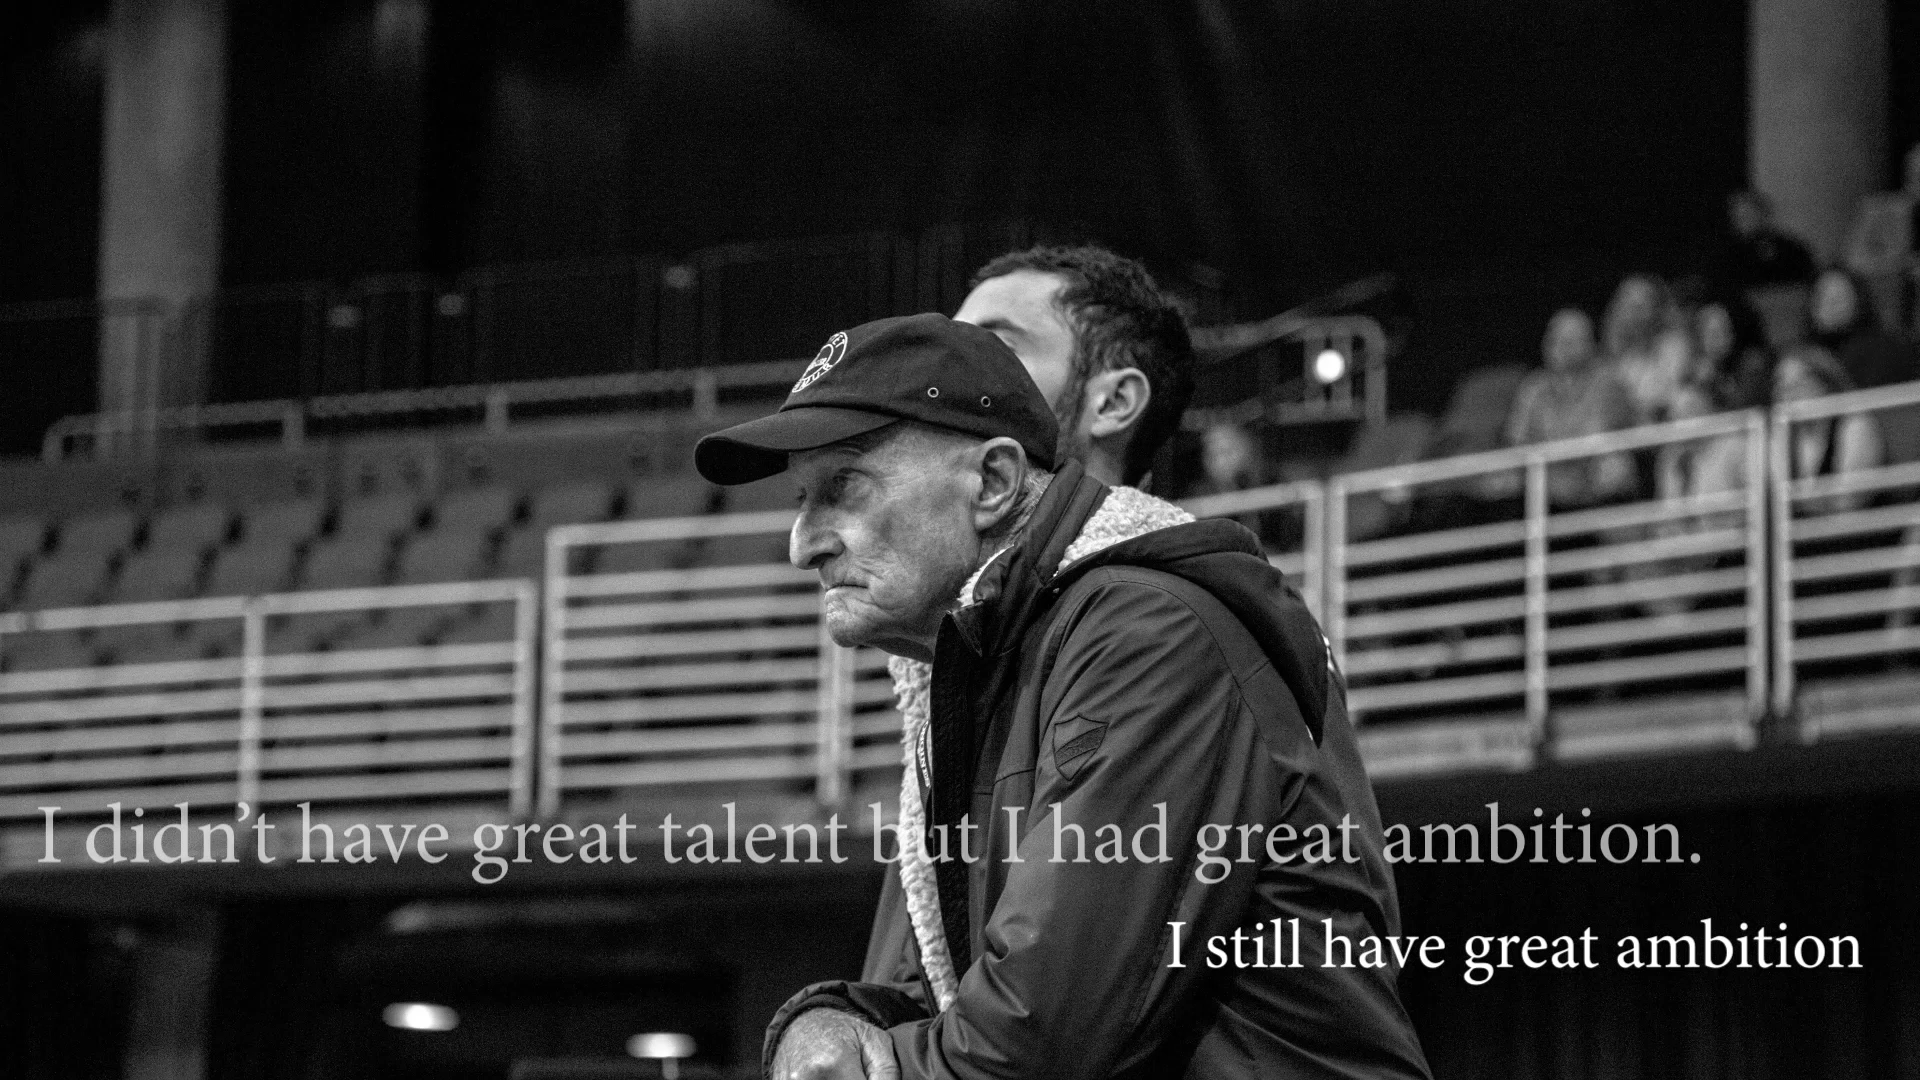 I didn’t have great talent but I had great ambition.
I still have great ambition